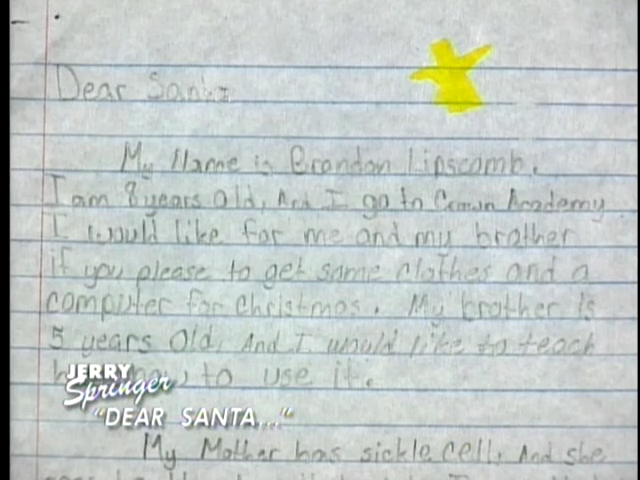 Dear Santa
My Name is Brandon Lipscomb.
I am 8 years Old, And I go to Crown Academy
I would like for me and my brother
if you please to get some clothes and a
computer for christmas. My brother is
5 years Old, And I would like to teach
to use it.
JERRY
Springer
"DEAR SANTA..."
My Mother has sickle cell, And she